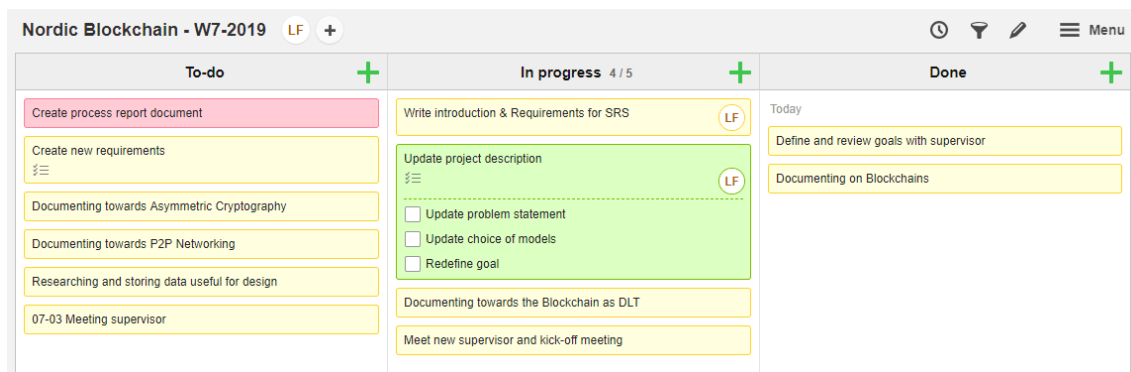 Nordic Blockchain - W7-2019 LF +
Menu
To-do
Create process report document
Create new requirements
Documenting towards Asymmetric Cryptography
Documenting towards P2P Networking
Researching and storing data useful for design
07-03 Meeting supervisor
In progress 4 / 5
Write introduction & Requirements for SRS
LF
Update project description
LF
Update problem statement
Update choice of models
Redefine goal
Documenting towards the Blockchain as DLT
Meet new supervisor and kick-off meeting
Done
Today
Define and review goals with supervisor
Documenting on Blockchains